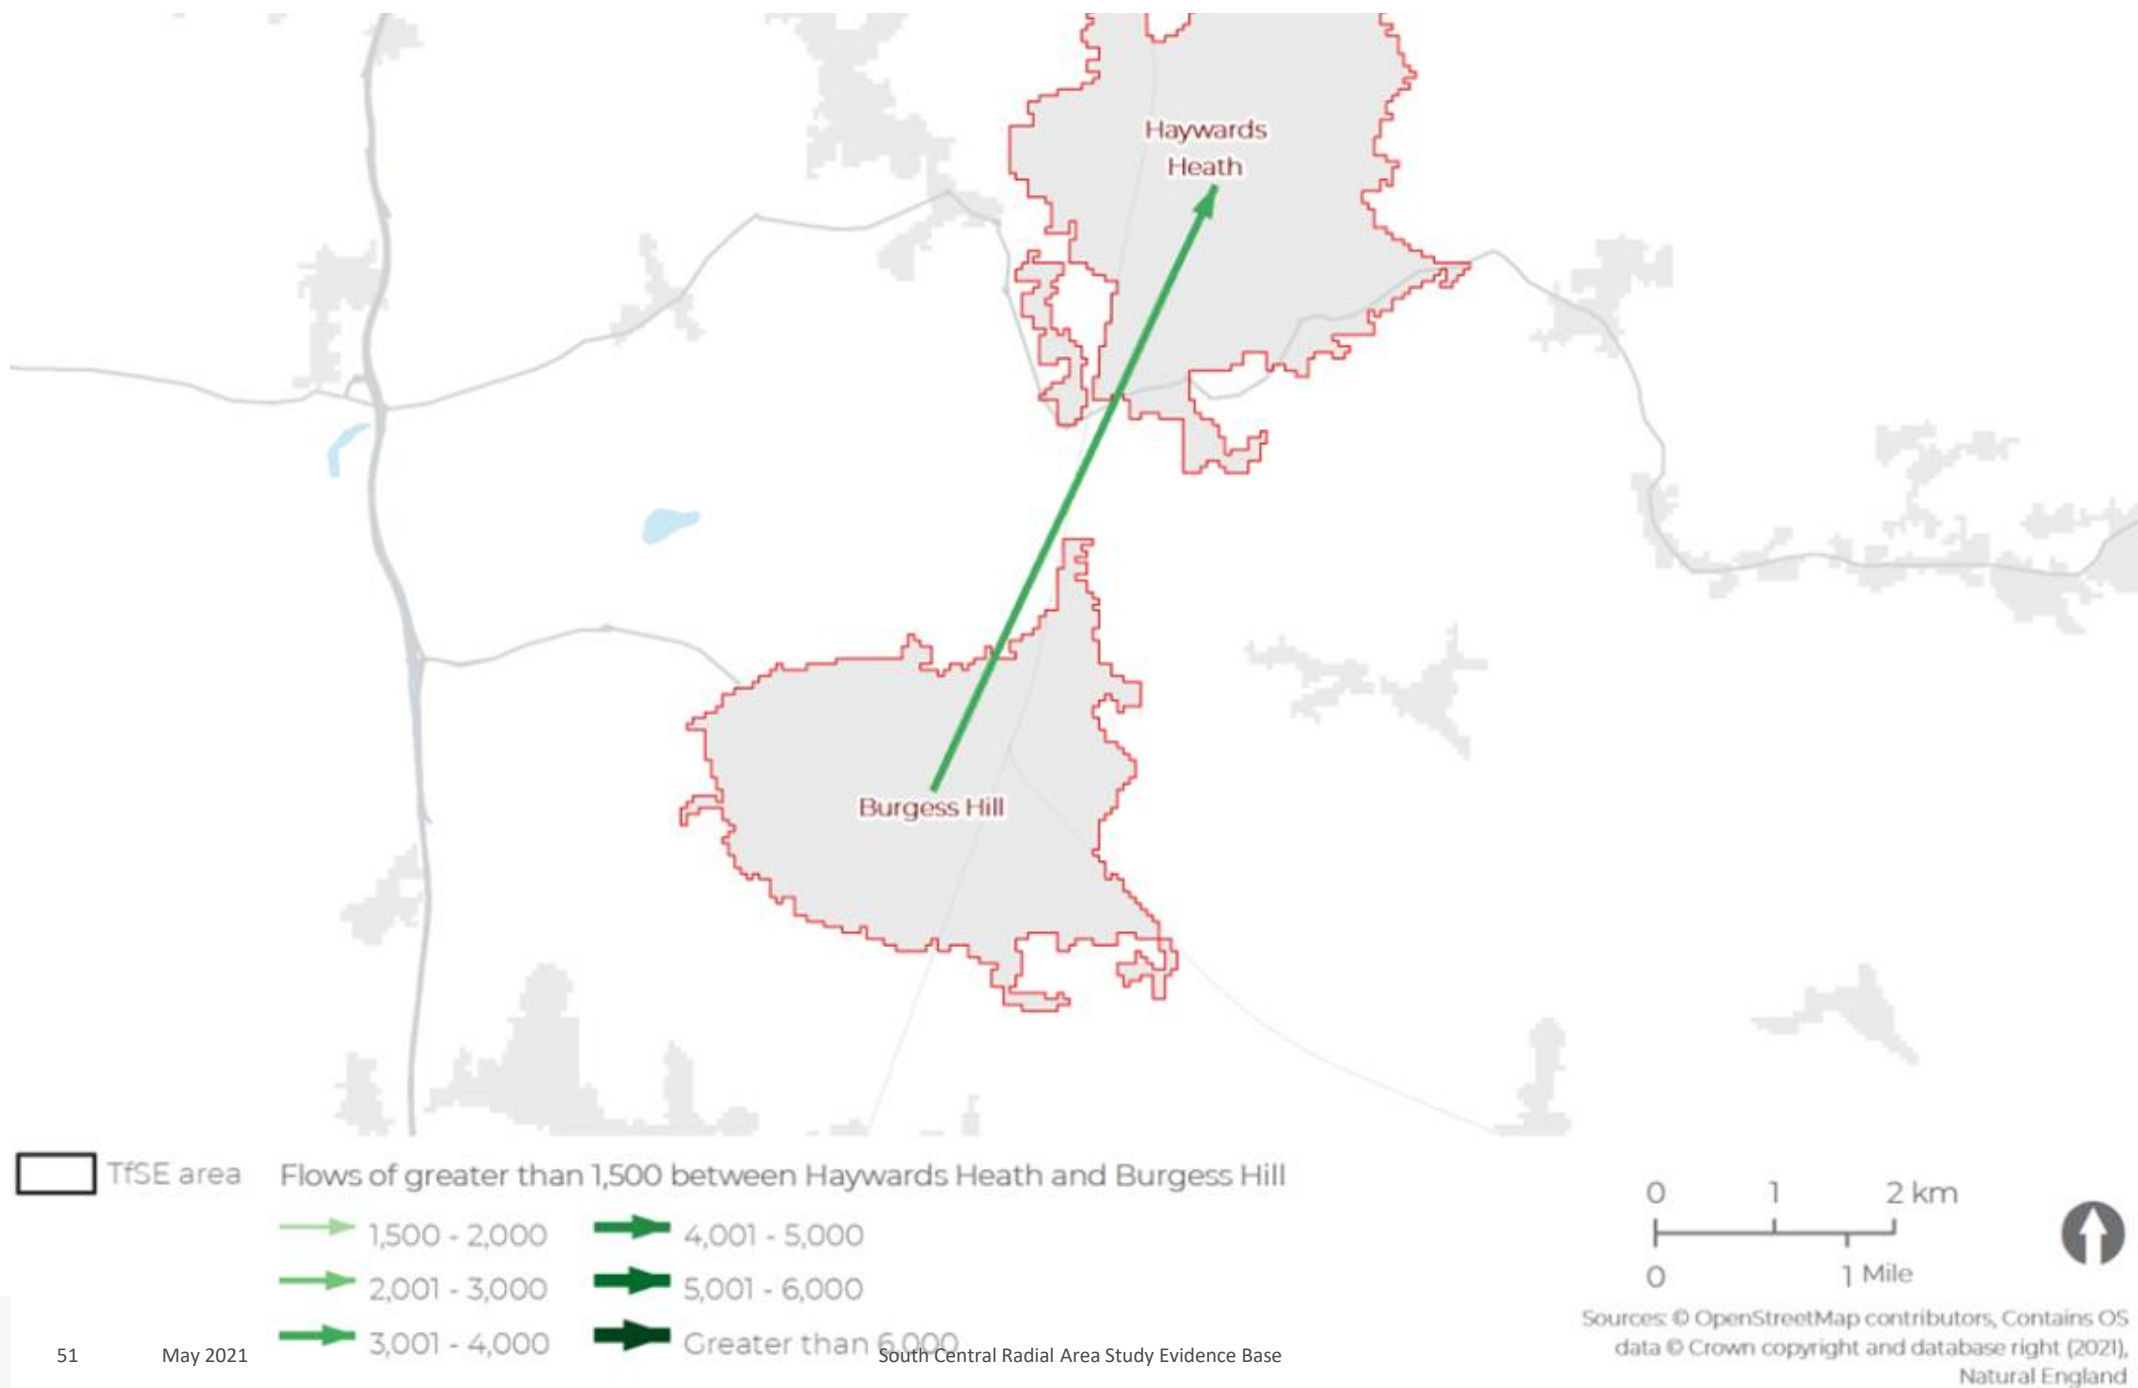 Haywards
Heath
Burgess Hill
TfSE area
Flows of greater than 1,500 between Haywards Heath and Burgess Hill
1,500 - 2,000
2,001 - 3,000
3,001 - 4,000
4,001 - 5,000
5,001 - 6,000
Greater than 6,000
0 1 2 km
0 1 Mile
Sources: © OpenStreetMap contributors, Contains OS
data © Crown copyright and database right (2021),
Natural England
51 May 2021 South Central Radial Area Study Evidence Base